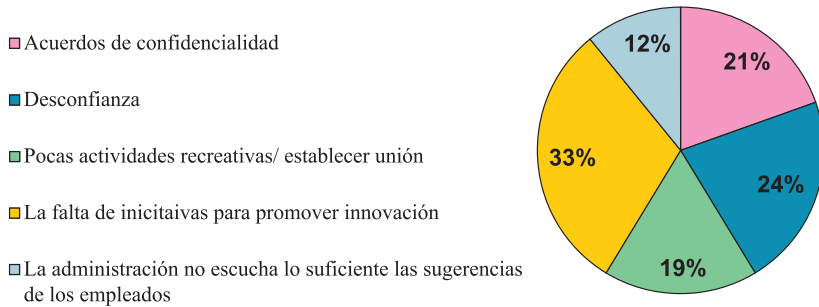 Acuerdos de confidencialidad
Desconfianza
Pocas actividades recreativas/ establecer unión
La falta de inicitaivas para promover innovación
La administración no escucha lo suficiente las sugerencias
de los empleados
12%
21%
33%
24%
19%